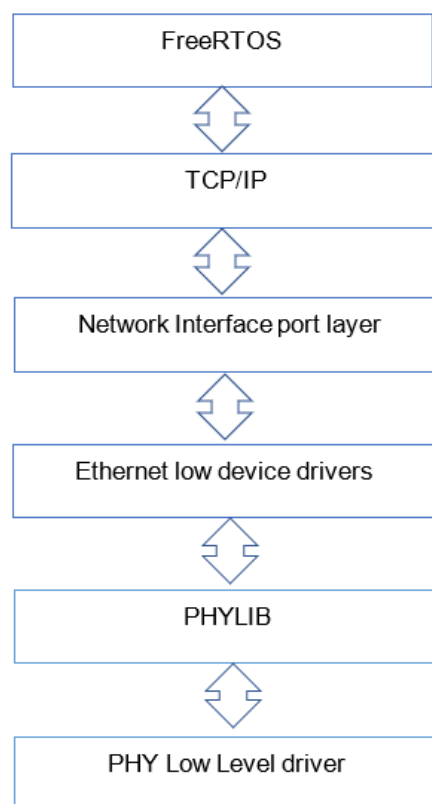 FreeRTOS
TCP/IP
Network Interface port layer
Ethernet low device drivers
PHYLIB
PHY Low Level driver